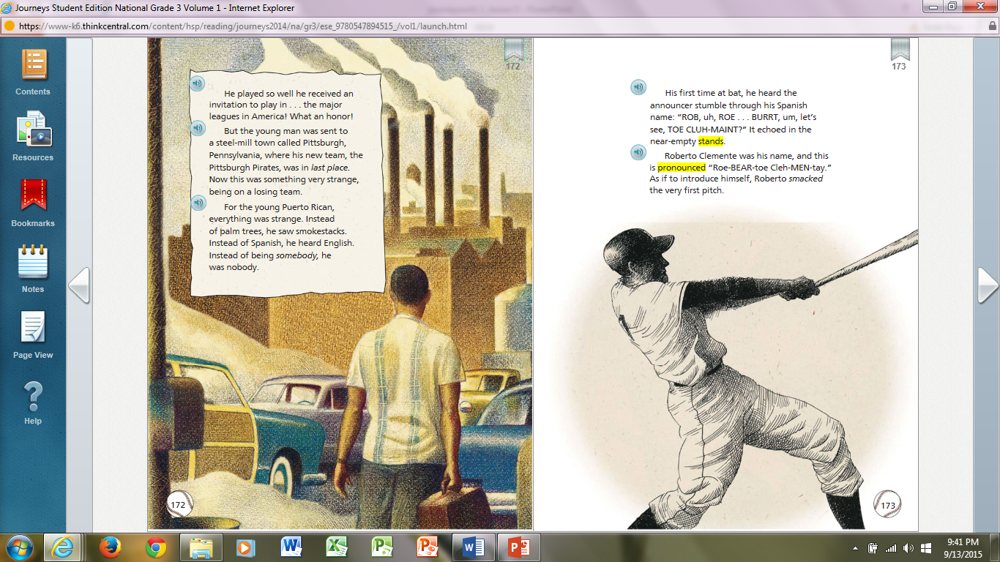 Journeys Student Edition National Grade 3 Volume 1 - Internet Explorer
https://www-k6.thinkcentral.com/content/hsp/reading/journeys2014/na/gr3/ese_9780547894515_/vol1/launch.html
Contents
Resources
Bookmarks
Notes
Page View
Help
172
He played so well he received an
invitation to play in . . . the major
leagues in America! What an honor!
But the young man was sent to
a steel-mill town called Pittsburgh,
Pennsylvania, where his new team, the
Pittsburgh Pirates, was in last place.
Now this was something very strange,
being on a losing team.
For the young Puerto Rican,
everything was strange. Instead
of palm trees, he saw smokestacks.
Instead of Spanish, he heard English.
Instead of being somebody, he
was nobody.
172
173
His first time at bat, he heard the
announcer stumble through his Spanish
name: “ROB, uh, ROE . . . BURRT, um, let’s
see, TOE CLUH-MAINT?” It echoed in the
near-empty stands.
Roberto Clemente was his name, and this
is pronounced “Roe-BEAR-toe Cleh-MEN-tay.”
As if to introduce himself, Roberto smacked
the very first pitch.
173
9:41 PM
9/13/2015